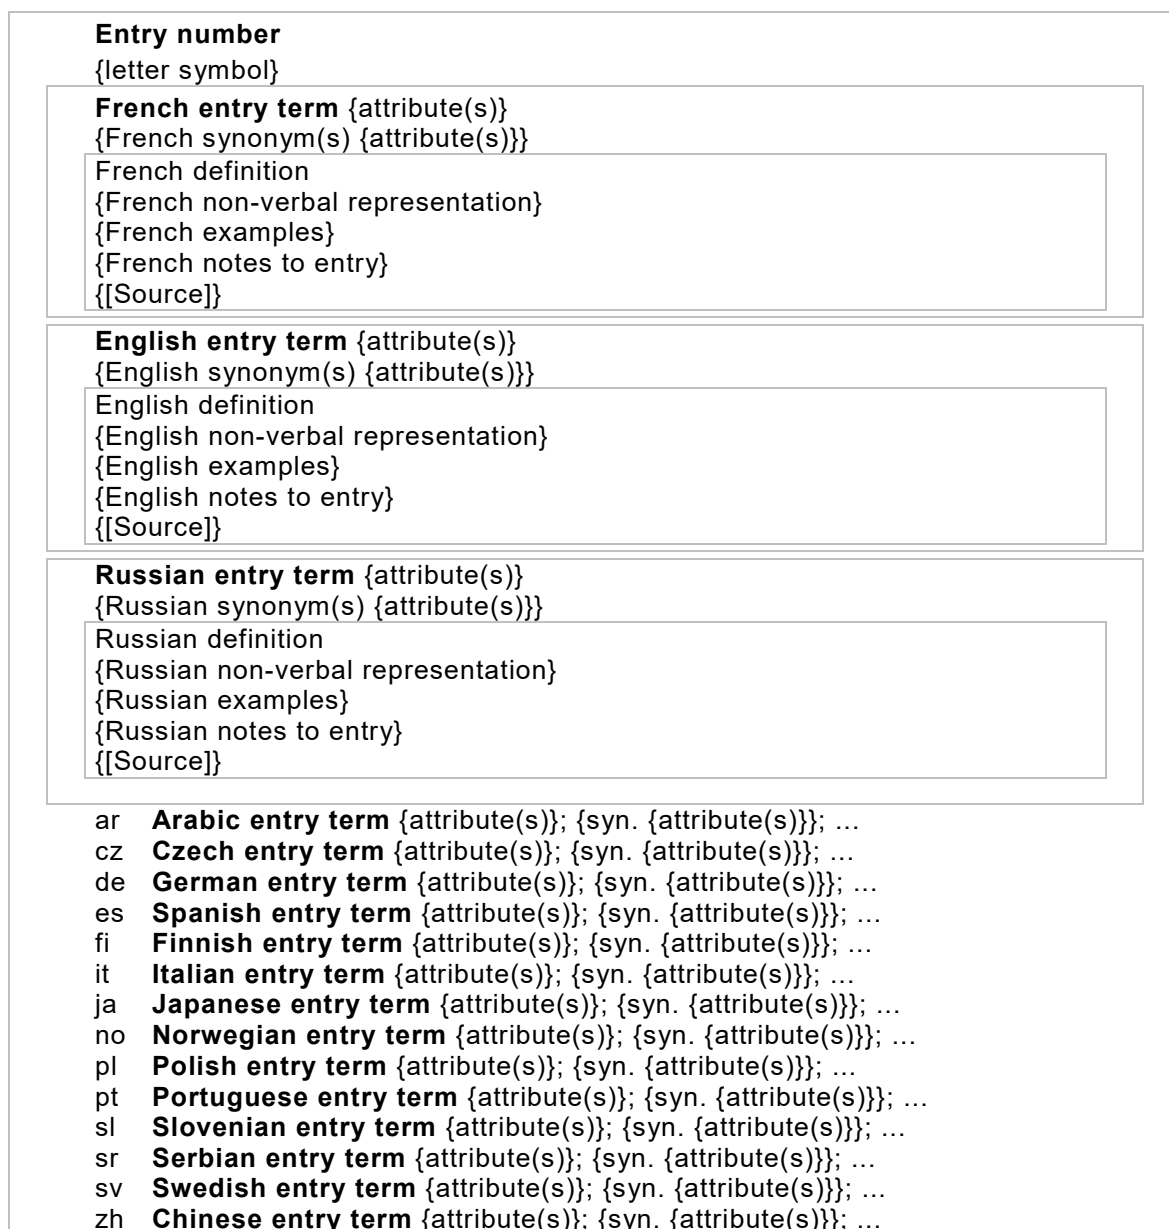 Entry number
{letter symbol}
French entry term {attribute(s)}
{French synonym(s) {attribute(s)}}
French definition
{French non-verbal representation}
{French examples}
{French notes to entry}
{[Source]}
English entry term {attribute(s)}
{English synonym(s) {attribute(s)}}
English definition
{English non-verbal representation}
{English examples}
{English notes to entry}
{[Source]}
Russian entry term {attribute(s)}
{Russian synonym(s) {attribute(s)}}
Russian definition
{Russian non-verbal representation}
{Russian examples}
{Russian notes to entry}
{[Source]}
ar Arabic entry term {attribute(s)}; {syn. {attribute(s)}}; ...
cz Czech entry term {attribute(s)}; {syn. {attribute(s)}}; ...
de German entry term {attribute(s)}; {syn. {attribute(s)}}; ...
es Spanish entry term {attribute(s)}; {syn. {attribute(s)}}; ...
fi Finnish entry term {attribute(s)}; {syn. {attribute(s)}}; ...
it Italian entry term {attribute(s)}; {syn. {attribute(s)}}; ...
ja Japanese entry term {attribute(s)}; {syn. {attribute(s)}}; ...
no Norwegian entry term {attribute(s)}; {syn. {attribute(s)}}; ...
pl Polish entry term {attribute(s)}; {syn. {attribute(s)}}; ...
pt Portuguese entry term {attribute(s)}; {syn. {attribute(s)}}; ...
sl Slovenian entry term {attribute(s)}; {syn. {attribute(s)}}; ...
sr Serbian entry term {attribute(s)}; {syn. {attribute(s)}}; ...
sv Swedish entry term {attribute(s)}; {syn. {attribute(s)}}; ...
zh Chinese entry term {attribute(s)}; {syn. {attribute(s)}}; ...